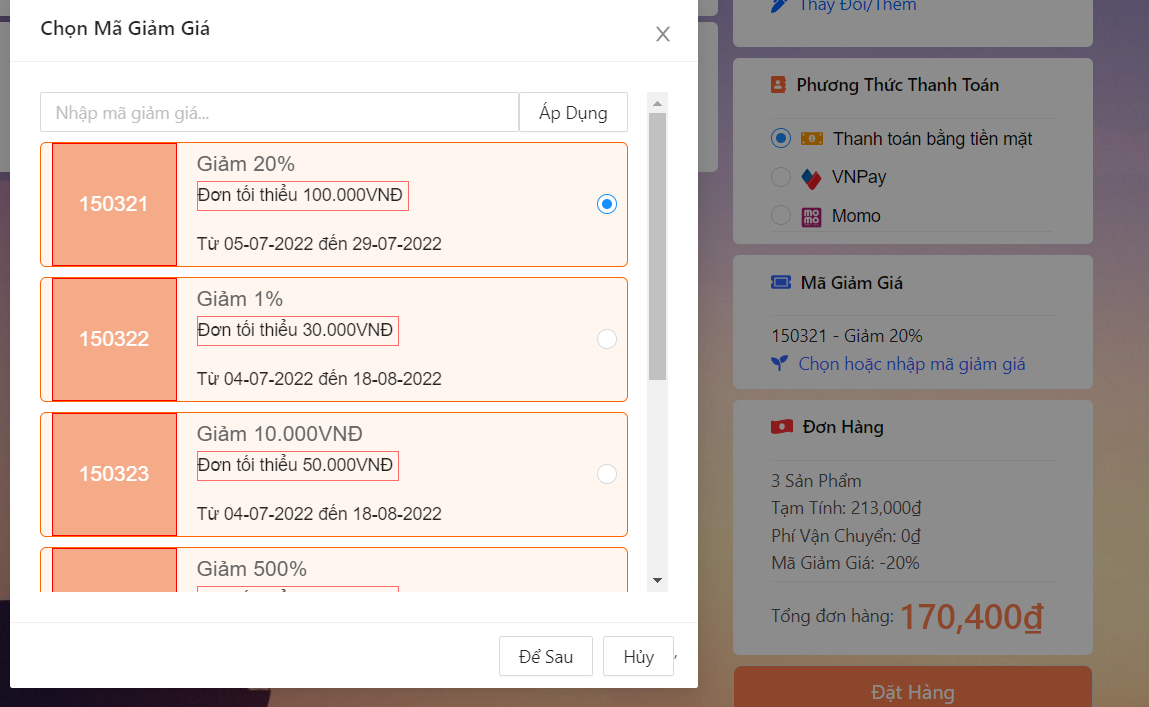 Chọn Mã Giảm Giá
Nhập mã giảm giá...
Áp Dụng
150321
Giảm 20%
Đơn tối thiểu 100.000VNĐ
Từ 05-07-2022 đến 29-07-2022
150322
Giảm 1%
Đơn tối thiểu 30.000VNĐ
Từ 04-07-2022 đến 18-08-2022
150323
Giảm 10.000VNĐ
Đơn tối thiểu 50.000VNĐ
Từ 04-07-2022 đến 18-08-2022
Giảm 500%
Để Sau
Hủy
Thay Đổi/Thêm
Phương Thức Thanh Toán
Thanh toán bằng tiền mặt
VNPay
mo mo
Momo
Mã Giảm Giá
150321 - Giảm 20%
Chọn hoặc nhập mã giảm giá
Đơn Hàng
3 Sản Phẩm
Tạm Tính: 213,000₫
Phí Vận Chuyển: 0₫
Mã Giảm Giá: -20%
Tổng đơn hàng: 170,400₫
Đặt Hàng